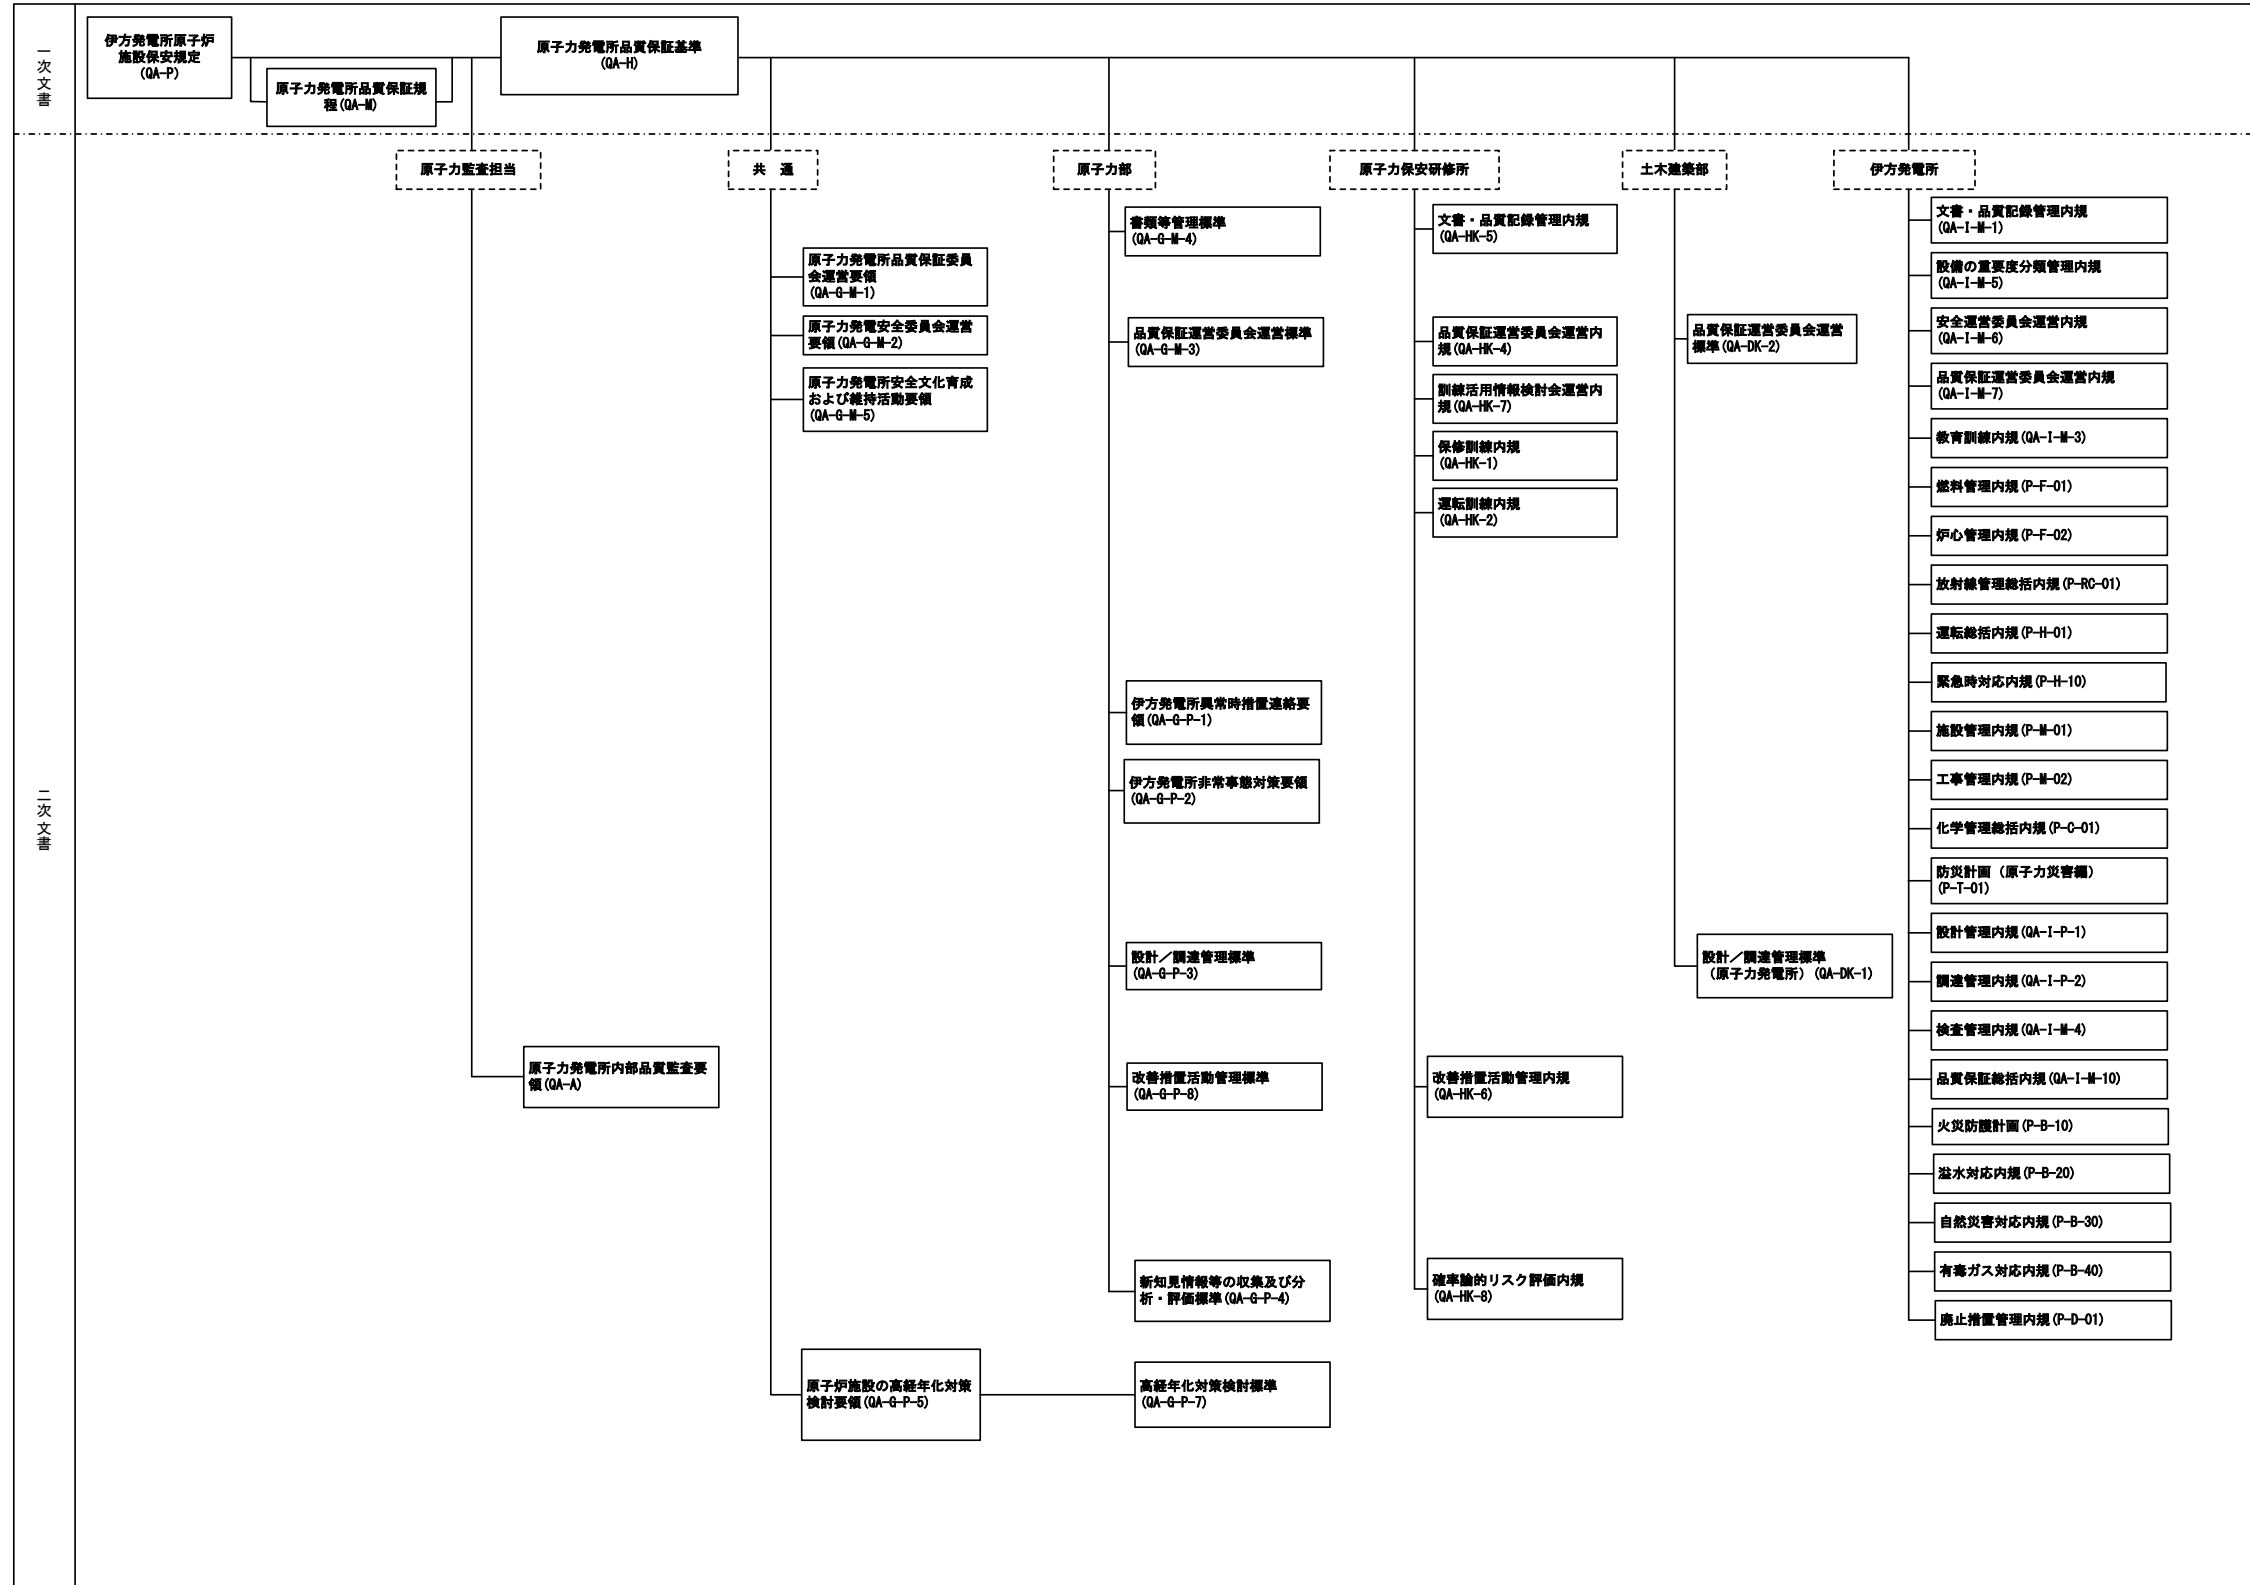 一次文書
伊方発電所原子炉
施設保安規定
(QA-P)
原子力発電所品質保証規
程(QA-M)
原子力発電所品質保証基準
(QA-H)
二次文書
原子力監査担当
原子力発電所内部品質監査要
領(QA-A)
共　通
原子力発電所品質保証委員
会運営要領
(QA-G-M-1)
原子力発電安全委員会運営
要領(QA-G-M-2)
原子力発電所安全文化育成
および維持活動要領
(QA-G-M-5)
原子炉施設の高経年化対策
検討要領(QA-G-P-5)
原子力部
書類等管理標準
(QA-G-M-4)
品質保証運営委員会運営標準
(QA-G-M-3)
伊方発電所異常時措置連絡要
領(QA-G-P-1)
伊方発電所非常事態対策要領
(QA-G-P-2)
設計／調達管理標準
(QA-G-P-3)
改善措置活動管理標準
(QA-G-P-8)
新知見情報等の収集及び分
析・評価標準(QA-G-P-4)
高経年化対策検討標準
(QA-G-P-7)
原子力保安研修所
文書・品質記録管理内規
(QA-HK-5)
品質保証運営委員会運営内
規(QA-HK-4)
訓練活用情報検討会運営内
規(QA-HK-7)
保修訓練内規
(QA-HK-1)
運転訓練内規
(QA-HK-2)
改善措置活動管理内規
(QA-HK-6)
確率論的リスク評価内規
(QA-HK-8)
土木建築部
品質保証運営委員会運営
標準(QA-DK-2)
設計／調達管理標準
（原子力発電所）(QA-DK-1)
伊方発電所
文書・品質記録管理内規
(QA-I-M-1)
設備の重要度分類管理内規
(QA-I-M-5)
安全運営委員会運営内規
(QA-I-M-6)
品質保証運営委員会運営内規
(QA-I-M-7)
教育訓練内規(QA-I-M-3)
燃料管理内規(P-F-01)
炉心管理内規(P-F-02)
放射線管理総括内規(P-RC-01)
運転総括内規(P-H-01)
緊急時対応内規(P-H-10)
施設管理内規(P-M-01)
工事管理内規(P-M-02)
化学管理総括内規(P-C-01)
防災計画（原子力災害編）
(P-T-01)
設計管理内規(QA-I-P-1)
調達管理内規(QA-I-P-2)
検査管理内規(QA-I-M-4)
品質保証総括内規(QA-I-M-10)
火災防護計画(P-B-10)
溢水対応内規(P-B-20)
自然災害対応内規(P-B-30)
有毒ガス対応内規(P-B-40)
廃止措置管理内規(P-D-01)